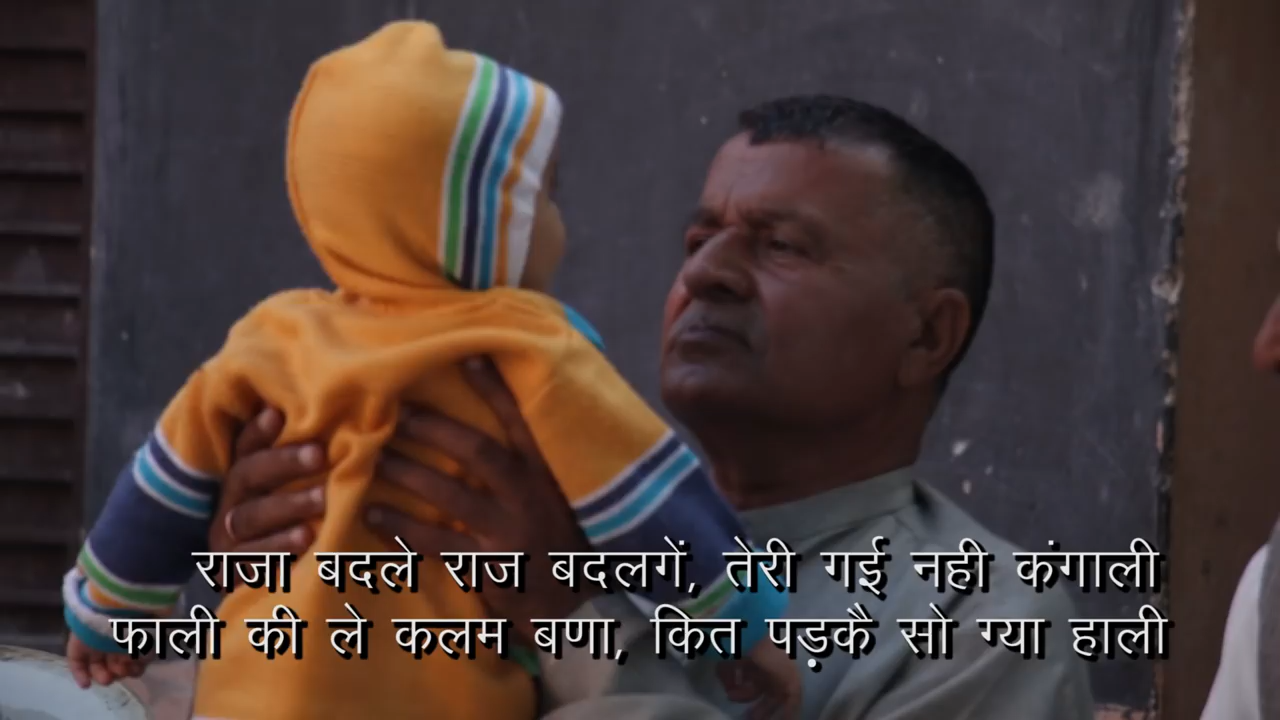 राजा बदले राज बदलगें, तेरी गई नही कंगाली
फाली की ले कलम बणा, कित पड़कै सो ग्या हाली